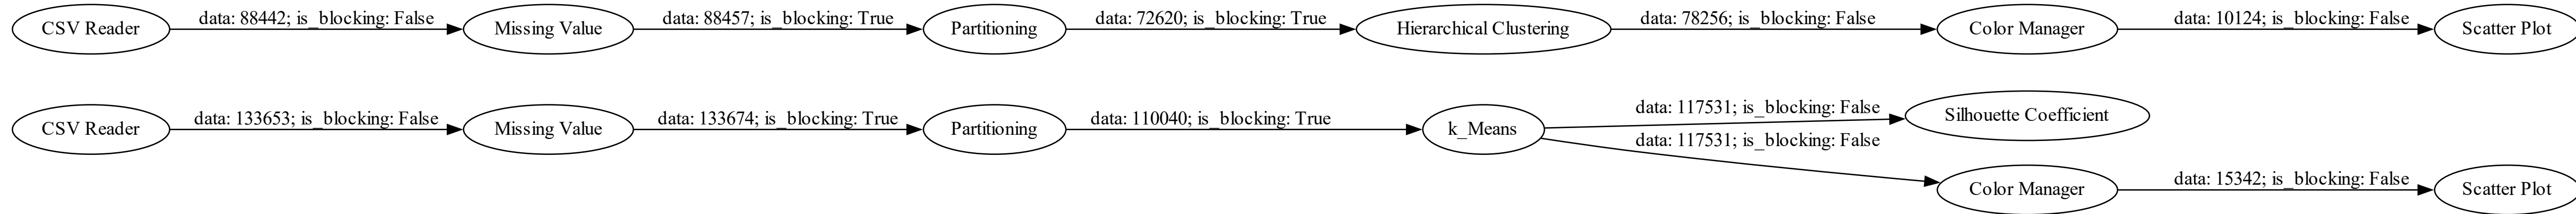 CSV Reader
data: 88442; is_blocking: False
Missing Value
data: 88457; is_blocking: True
Partitioning
data: 72620; is_blocking: True
Hierarchical Clustering
data: 78256; is_blocking: False
Color Manager
data: 10124; is_blocking: False
Scatter Plot
CSV Reader
data: 133653; is_blocking: False
Missing Value
data: 133674; is_blocking: True
Partitioning
data: 110040; is_blocking: True
k_Means
data: 117531; is_blocking: False
Silhouette Coefficient
data: 117531; is_blocking: False
Color Manager
data: 15342; is_blocking: False
Scatter Plot